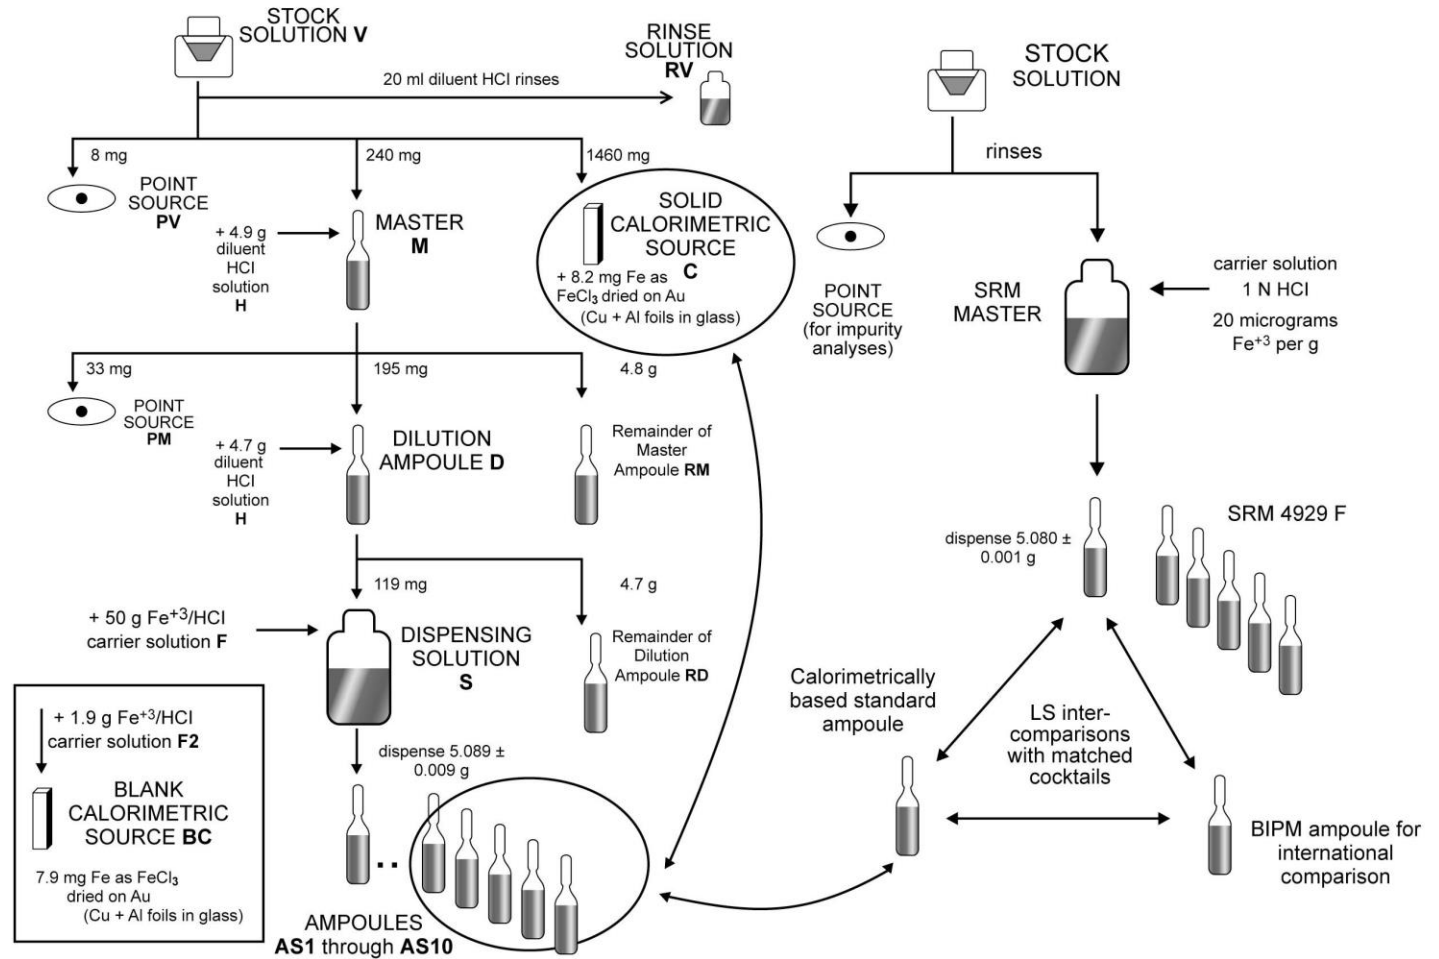 STOCK
SOLUTION V
20 ml diluent HCl rinses
RINSE
SOLUTION
RV
8 mg
240 mg
1460 mg
POINT
SOURCE
PV
+ 4.9 g
diluent
HCl
solution
H
MASTER
M
SOLID
CALORIMETRIC
SOURCE
C
+ 8.2 mg Fe as
FeCl3 dried on Au
(Cu + Al foils in glass)
33 mg
195 mg
4.8 g
POINT
SOURCE
PM
+ 4.7 g
diluent
HCl
solution
H
DILUTION
AMPOULE D
Remainder of
Master
Ampoule RM
119 mg
4.7 g
+ 50 g Fe+3/HCl
carrier solution F
DISPENSING
SOLUTION
S
Remainder of
Dilution
Ampoule RD
+ 1.9 g Fe+3/HCl
carrier solution F2
BLANK
CALORIMETRIC
SOURCE BC
7.9 mg Fe as FeCl3
dried on Au
(Cu + Al foils in glass)
dispense 5.089 ±
0.009 g
AMPOULES
AS1 through AS10
STOCK
SOLUTION
rinses
POINT
SOURCE
(for impurity
analyses)
SRM
MASTER
carrier solution
1 N HCl
20 micrograms
Fe+3 per g
dispense 5.080 ±
0.001 g
SRM 4929 F
Calorimetrically
based standard
ampoule
LS inter-
comparisons
with matched
cocktails
BIPM ampoule for
international
comparison